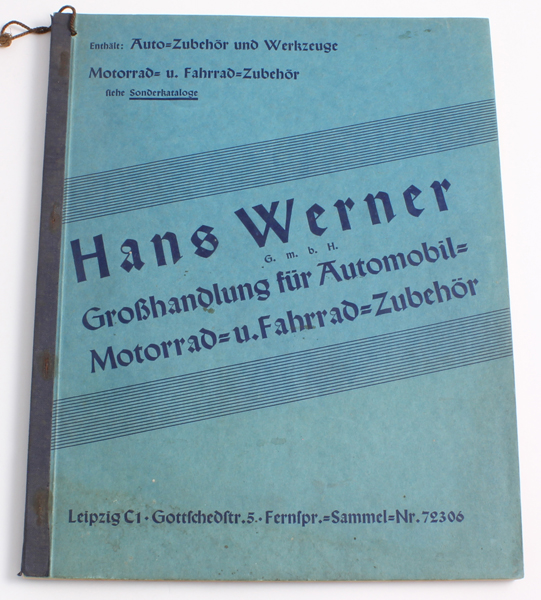 Enthält: Auto=Zubehör und Werkzeuge
Motorrad= u. Fahrrad=Zubehör
siehe Sonderkataloge
Hans Werner
G. m. b. H.
Großhandlung für Automobil=
Motorrad=u.Fahrrad=Zubehör
Leipzig C1 · Gottschedstr. 5 · Fernspr.=Sammel=Nr. 72306